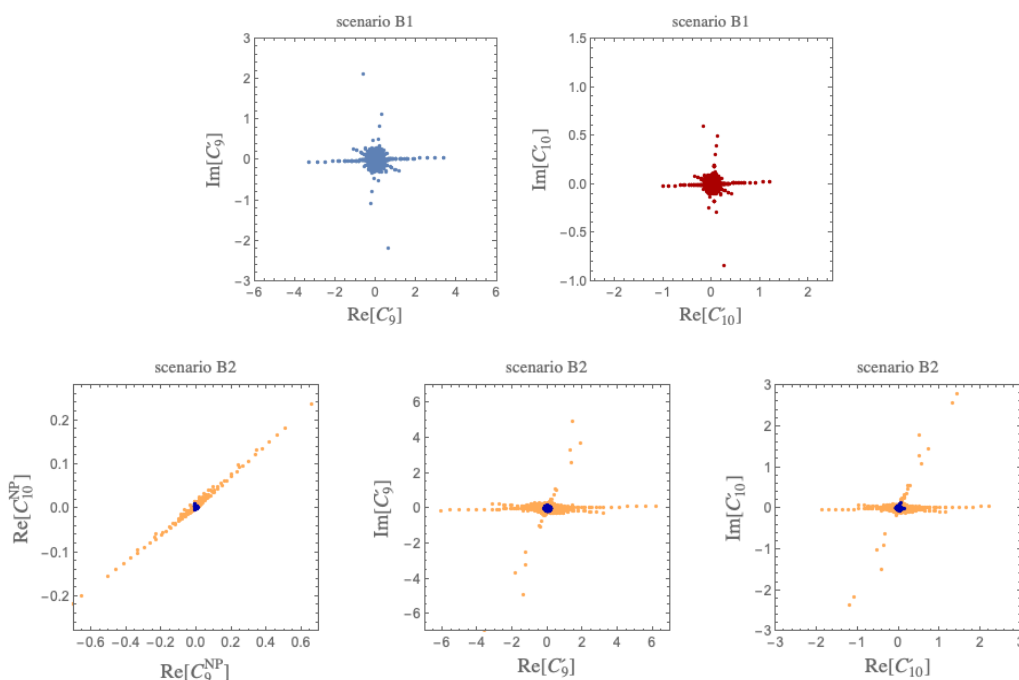 scenario B1
3
2
1
0
−1
−2
−3
Im[C′9]
−6 −4 −2 0 2 4 6
Re[C′9]
scenario B1
1.5
1.0
0.5
0.0
−0.5
−1.0
Im[C′10]
−2 −1 0 1 2
Re[C′10]
scenario B2
0.2
0.1
0.0
−0.1
−0.2
Re[C10^NP]
−0.6 −0.4 −0.2 0.0 0.2 0.4 0.6
Re[C9^NP]
scenario B2
6
4
2
0
−2
−4
−6
Im[C′9]
−6 −4 −2 0 2 4 6
Re[C′9]
scenario B2
3
2
1
0
−1
−2
−3
Im[C′10]
−3 −2 −1 0 1 2 3
Re[C′10]